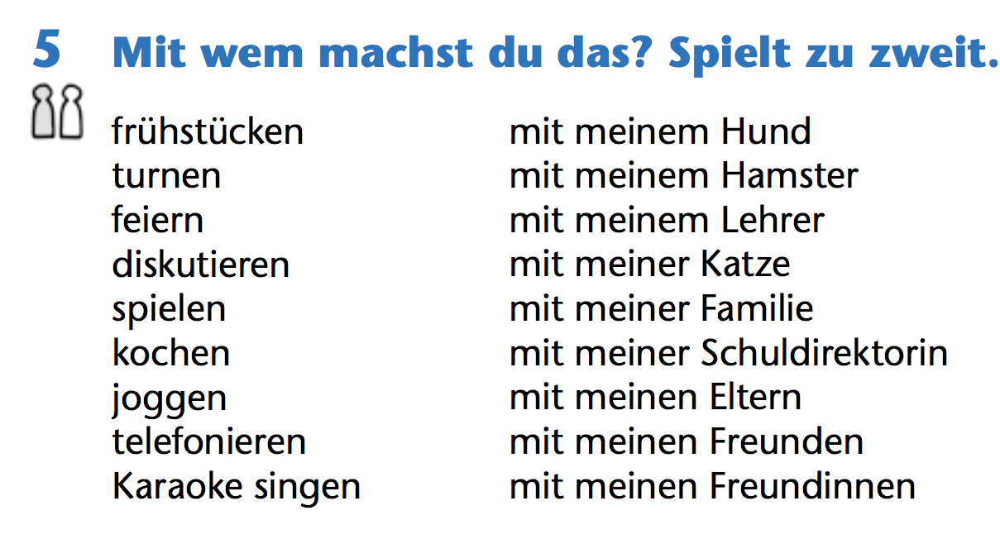 5 Mit wem machst du das? Spielt zu zweit.
frühstücken mit meinem Hund
turnen mit meinem Hamster
feiern mit meinem Lehrer
diskutieren mit meiner Katze
spielen mit meiner Familie
kochen mit meiner Schuldirektorin
joggen mit meinen Eltern
telefonieren mit meinen Freunden
Karaoke singen mit meinen Freundinnen